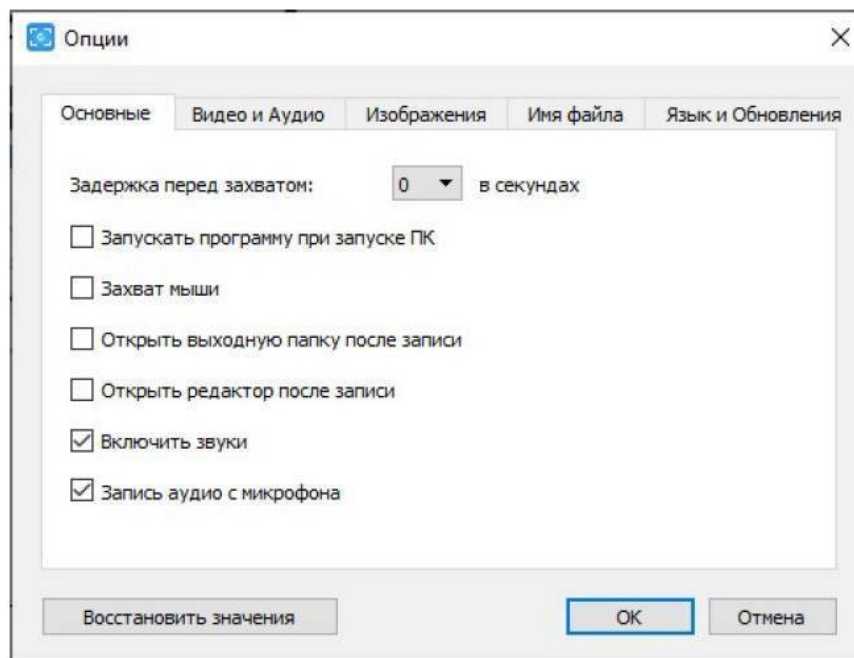 Опции
Основные Видео и Аудио Изображения Имя файла Язык и Обновления
Задержка перед захватом: 0 в секундах
Запускать программу при запуске ПК
Захват мыши
Открыть выходную папку после записи
Открыть редактор после записи
Включить звуки
Запись аудио с микрофона
Восстановить значения OK Отмена